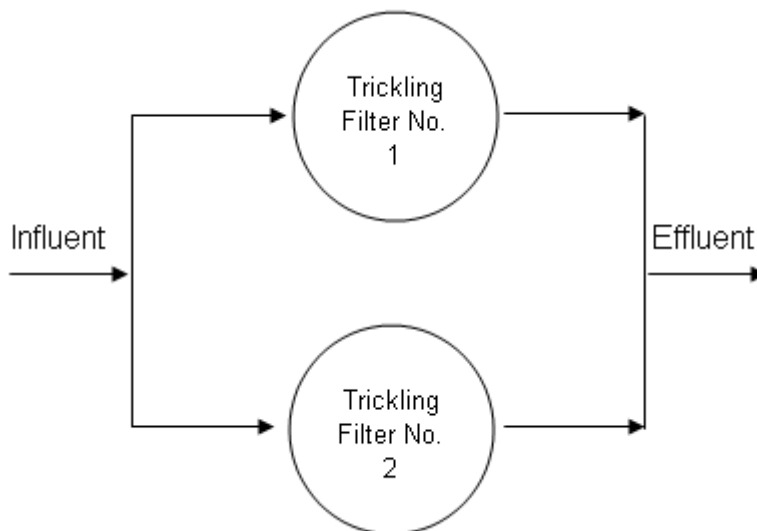 Trickling
Filter No.
1
Influent
Effluent
Trickling
Filter No.
2